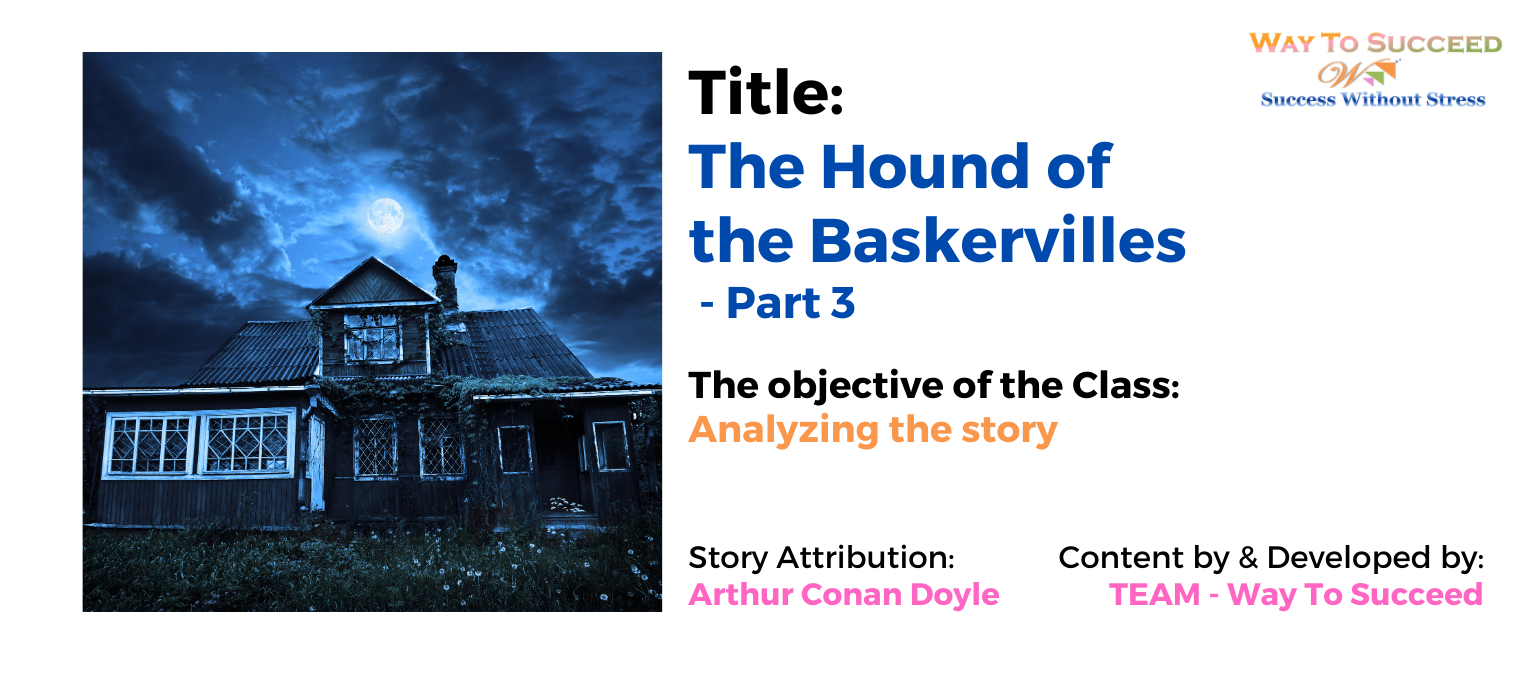 WAY TO SUCCEED
W
Success Without Stress
Title:
The Hound of
the Baskervilles
- Part 3
The objective of the Class:
Analyzing the story
Story Attribution:
Arthur Conan Doyle
Content by & Developed by:
TEAM - Way To Succeed